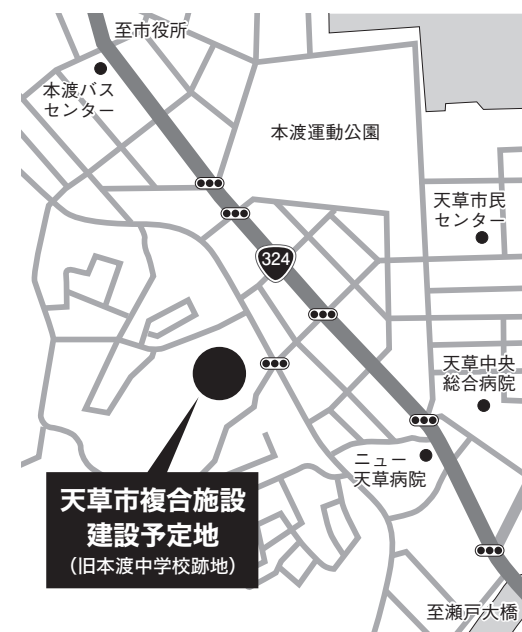 至市役所
本渡バス
センター
本渡運動公園
天草市民
センター
324
天草中央
総合病院
ニュー
天草病院
天草市複合施設
建設予定地
(旧本渡中学校跡地)
至瀬戸大橋